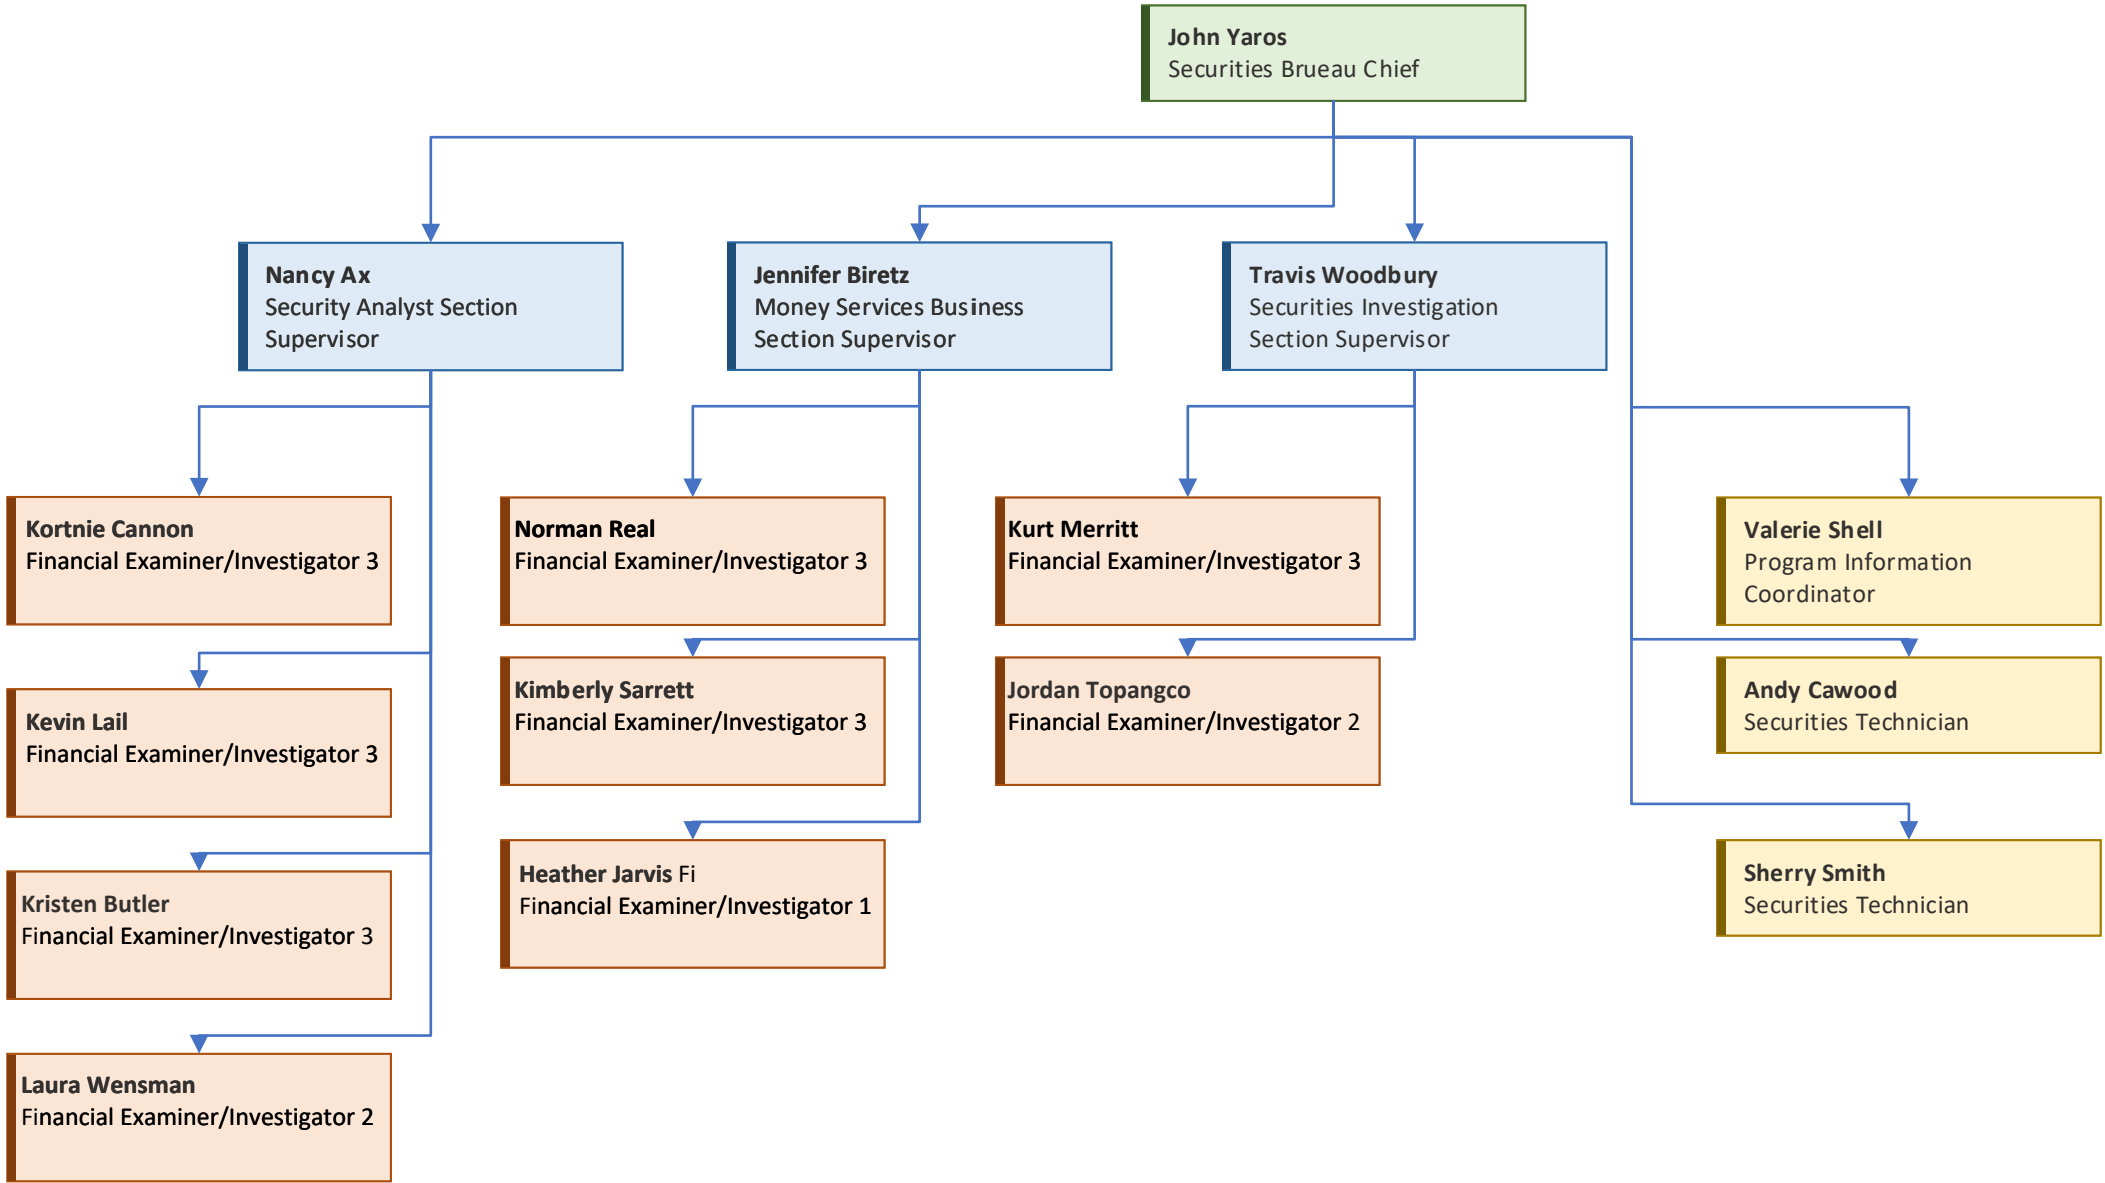 John Yaros
Securities Brueau Chief
Nancy Ax
Security Analyst Section
Supervisor
Jennifer Biretz
Money Services Business
Section Supervisor
Travis Woodbury
Securities Investigation
Section Supervisor
Kortnie Cannon
Financial Examiner/Investigator 3
Norman Real
Financial Examiner/Investigator 3
Kurt Merritt
Financial Examiner/Investigator 3
Valerie Shell
Program Information
Coordinator
Kevin Lail
Financial Examiner/Investigator 3
Kimberly Sarrett
Financial Examiner/Investigator 3
Jordan Topangco
Financial Examiner/Investigator 2
Andy Cawood
Securities Technician
Kristen Butler
Financial Examiner/Investigator 3
Heather Jarvis Fi
Financial Examiner/Investigator 1
Sherry Smith
Securities Technician
Laura Wensman
Financial Examiner/Investigator 2